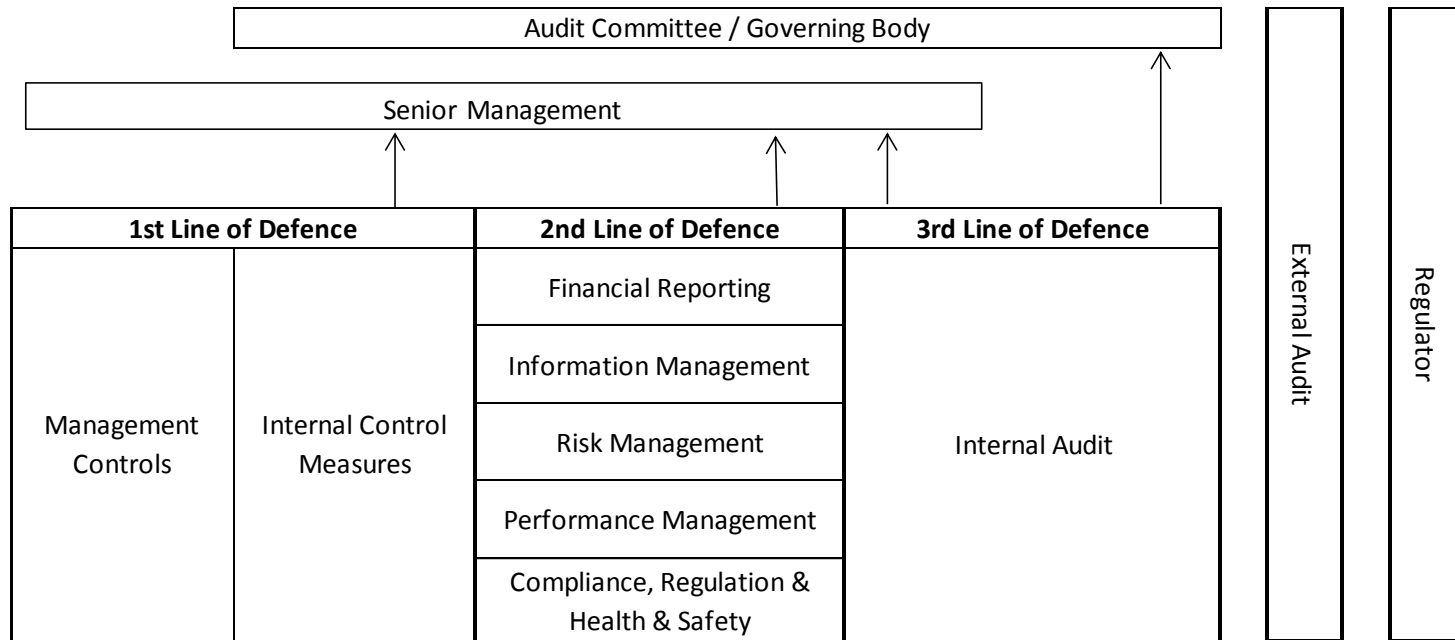 Audit Committee / Governing Body
Senior Management
1st Line of Defence
2nd Line of Defence
3rd Line of Defence
Management
Controls
Internal Control
Measures
Financial Reporting
Information Management
Risk Management
Performance Management
Compliance, Regulation &
Health & Safety
Internal Audit
External Audit
Regulator